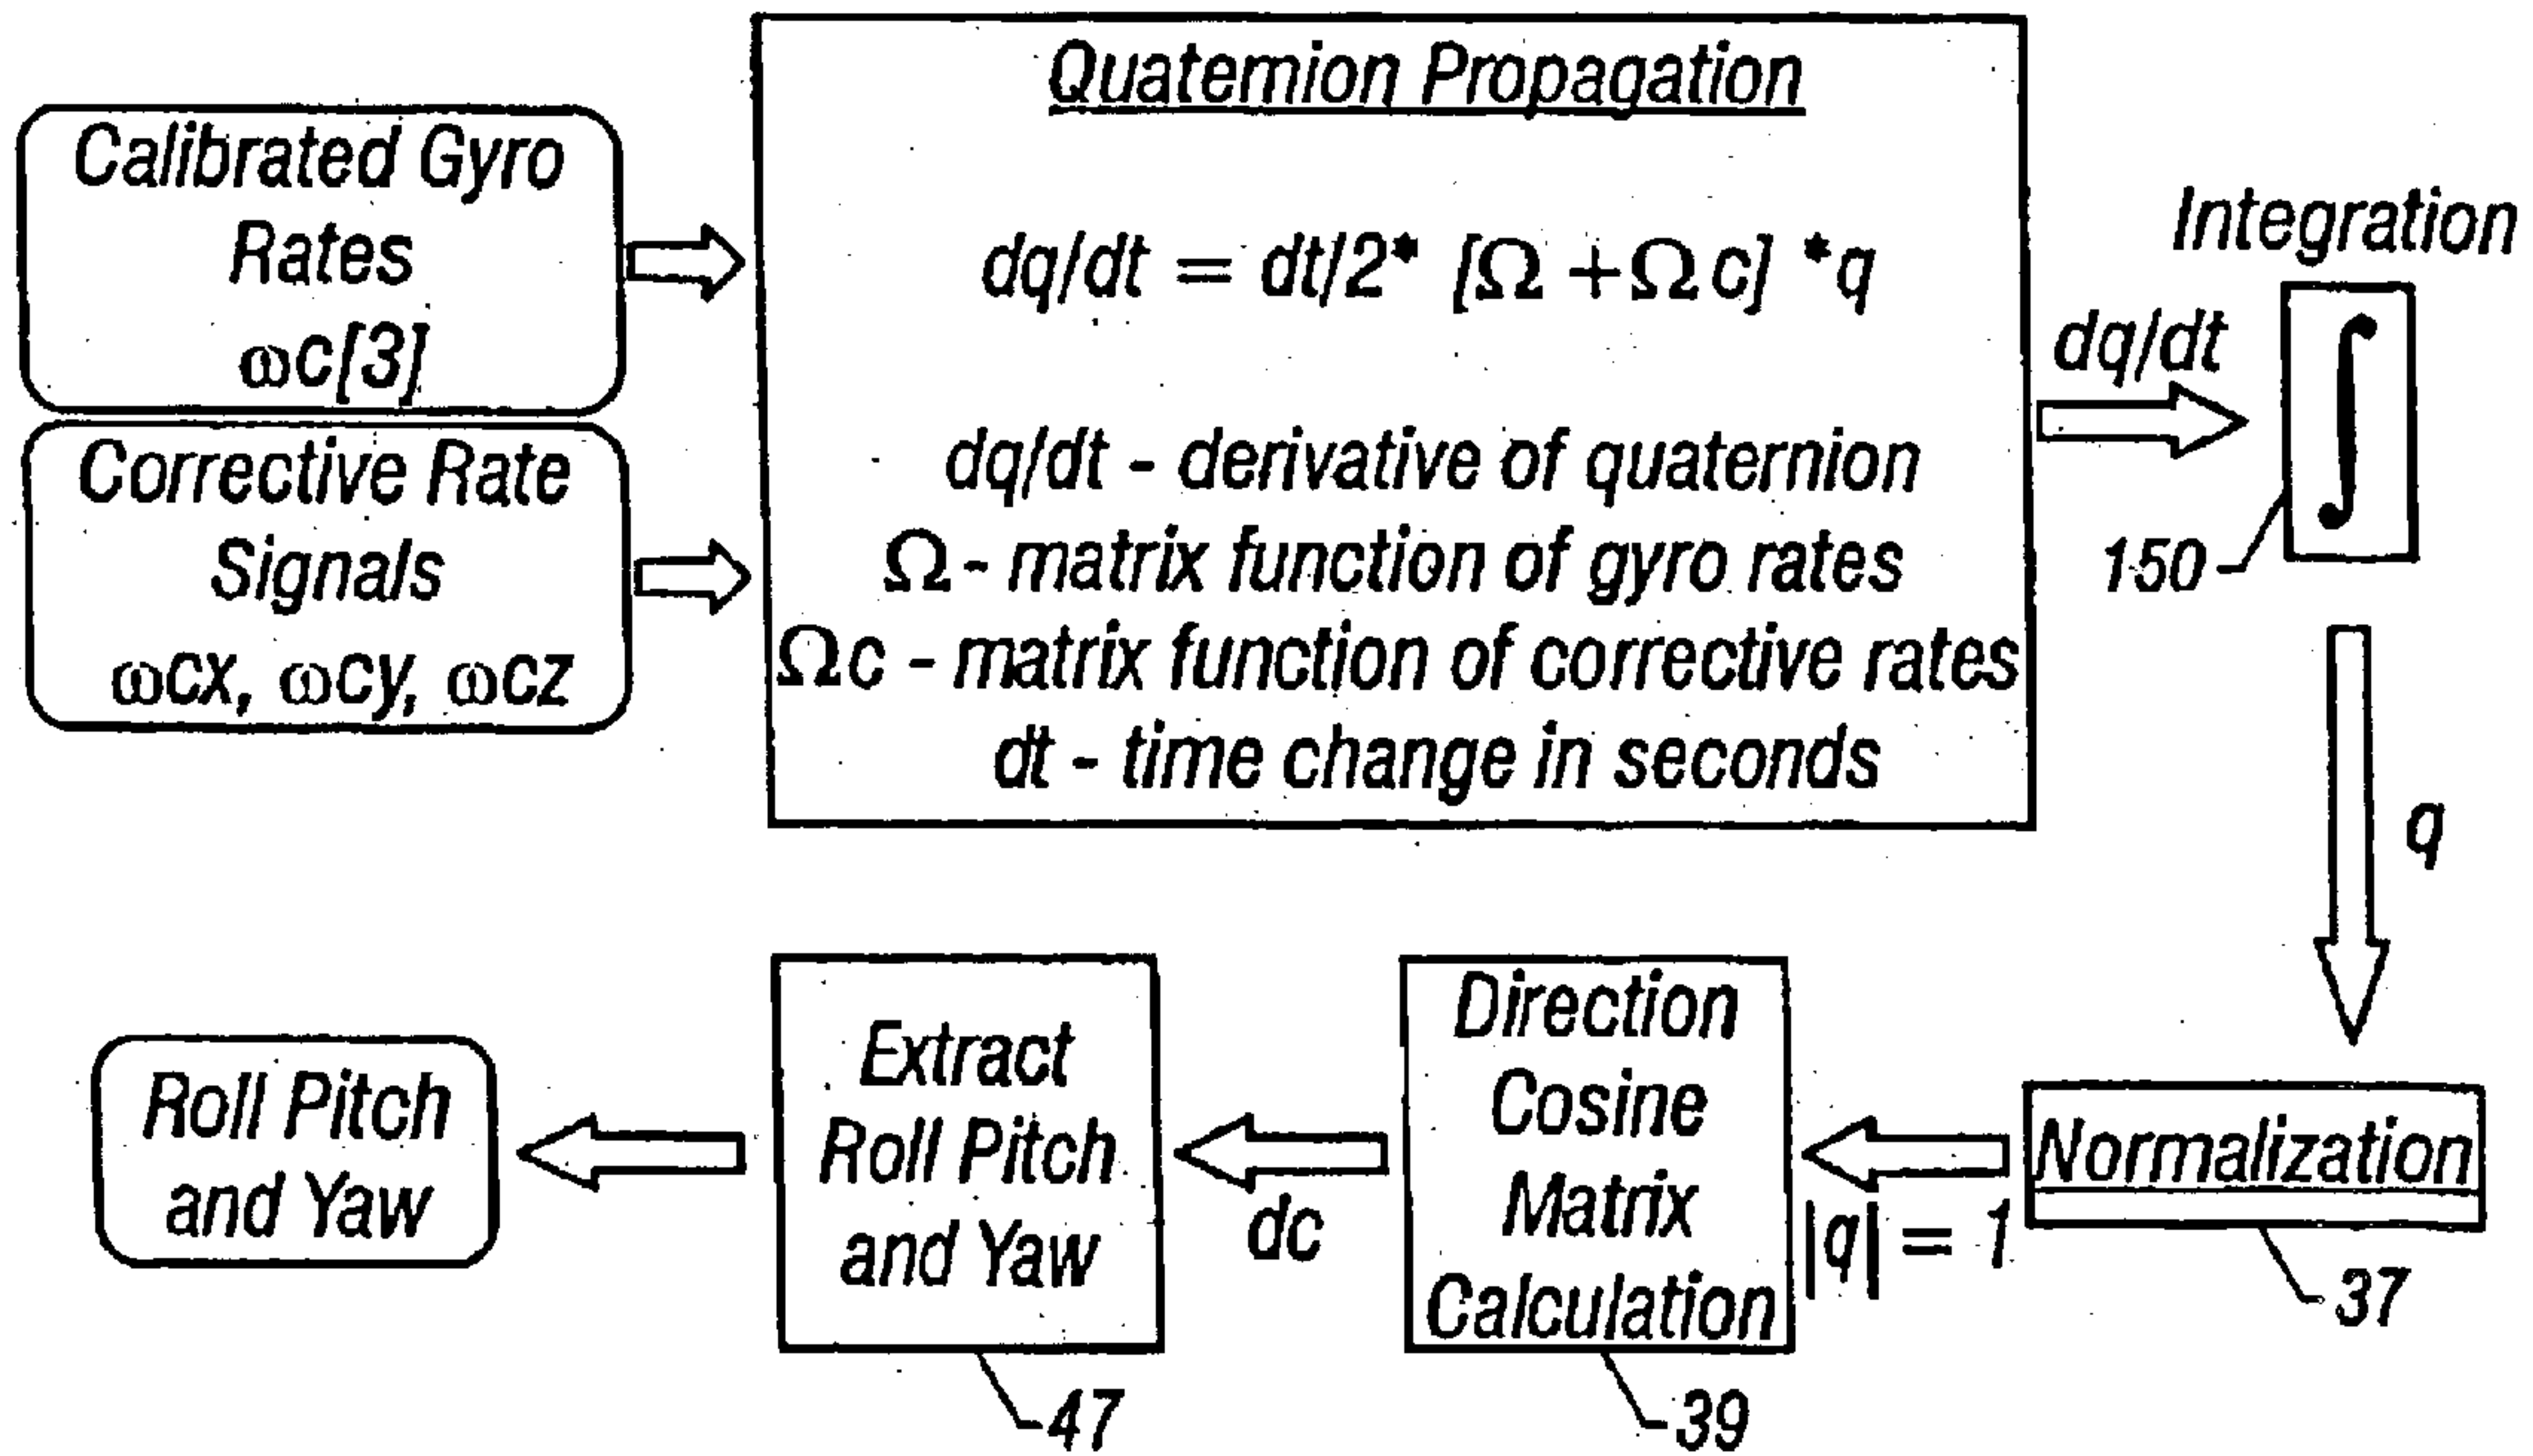 Calibrated Gyro
Rates
ωc[3]
Corrective Rate
Signals
ωcx, ωcy, ωcz
Quaternion Propagation
dq/dt = dt/2* [Ω +Ωc] *q
dq/dt - derivative of quaternion
Ω - matrix function of gyro rates
Ωc - matrix function of corrective rates
dt - time change in seconds
dq/dt
Integration
∫
150
q
Normalization
37
|q| = 1
Direction
Cosine
Matrix
Calculation
39
dc
Extract
Roll Pitch
and Yaw
47
Roll Pitch
and Yaw